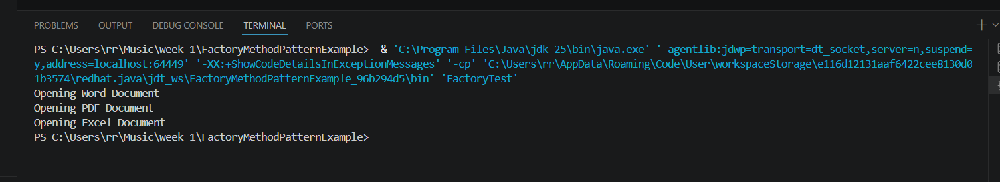 PROBLEMS OUTPUT DEBUG CONSOLE TERMINAL PORTS
PS C:\Users\rr\Music\week 1\FactoryMethodPatternExample>  & 'C:\Program Files\Java\jdk-25\bin\java.exe' '-agentlib:jdwp=transport=dt_socket,server=n,suspend=
y,address=localhost:64449' '-XX:+ShowCodeDetailsInExceptionMessages' '-cp' 'C:\Users\rr\AppData\Roaming\Code\User\workspaceStorage\e116d12131aaf6422cee8130d0
1b3574\redhat.java\jdt_ws\FactoryMethodPatternExample_96b294d5\bin' 'FactoryTest'
Opening Word Document
Opening PDF Document
Opening Excel Document
PS C:\Users\rr\Music\week 1\FactoryMethodPatternExample>